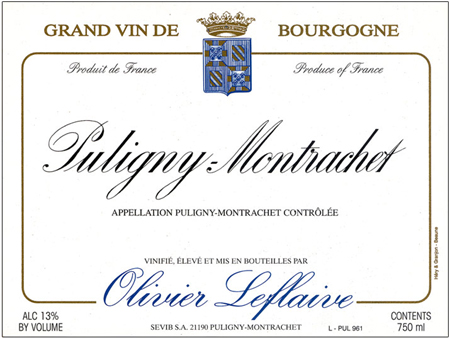 GRAND VIN DE BOURGOGNE
Produit de France Produce of France
Puligny-Montrachet
APPELLATION PULIGNY-MONTRACHET CONTRÔLÉE
VINIFIÉ, ÉLEVÉ ET MIS EN BOUTEILLES PAR
Olivier Leflaive
ALC 13% CONTENTS
BY VOLUME SEVIB S.A. 21190 PULIGNY-MONTRACHET L - PUL 961 750 ml
Héry & Granjon - Beaune